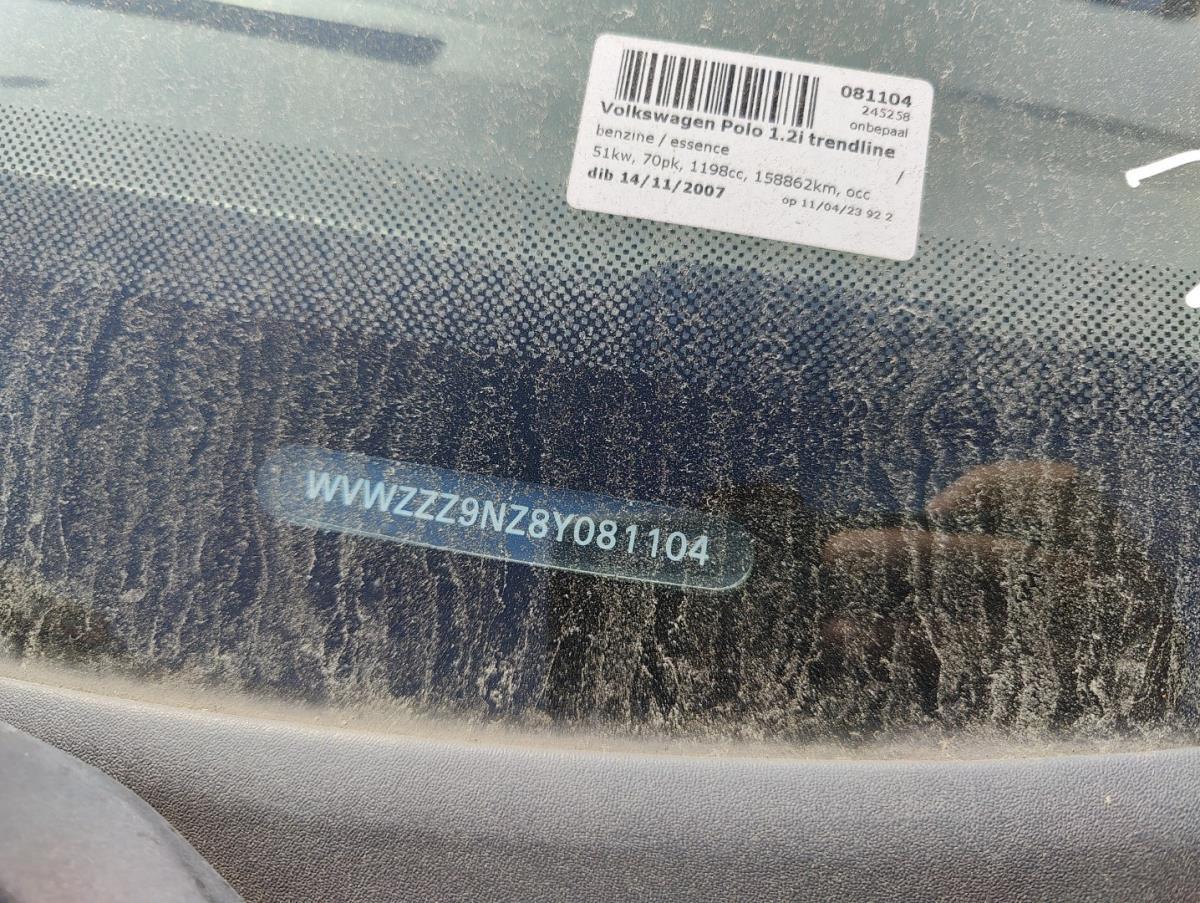 081104
245258
onbepaal
Volkswagen Polo 1.2i trendline
benzine / essence /
51kw, 70pk, 1198cc, 158862km, occ
dib 14/11/2007
op 11/04/23 92 2
WVWZZZ9NZ8Y081104